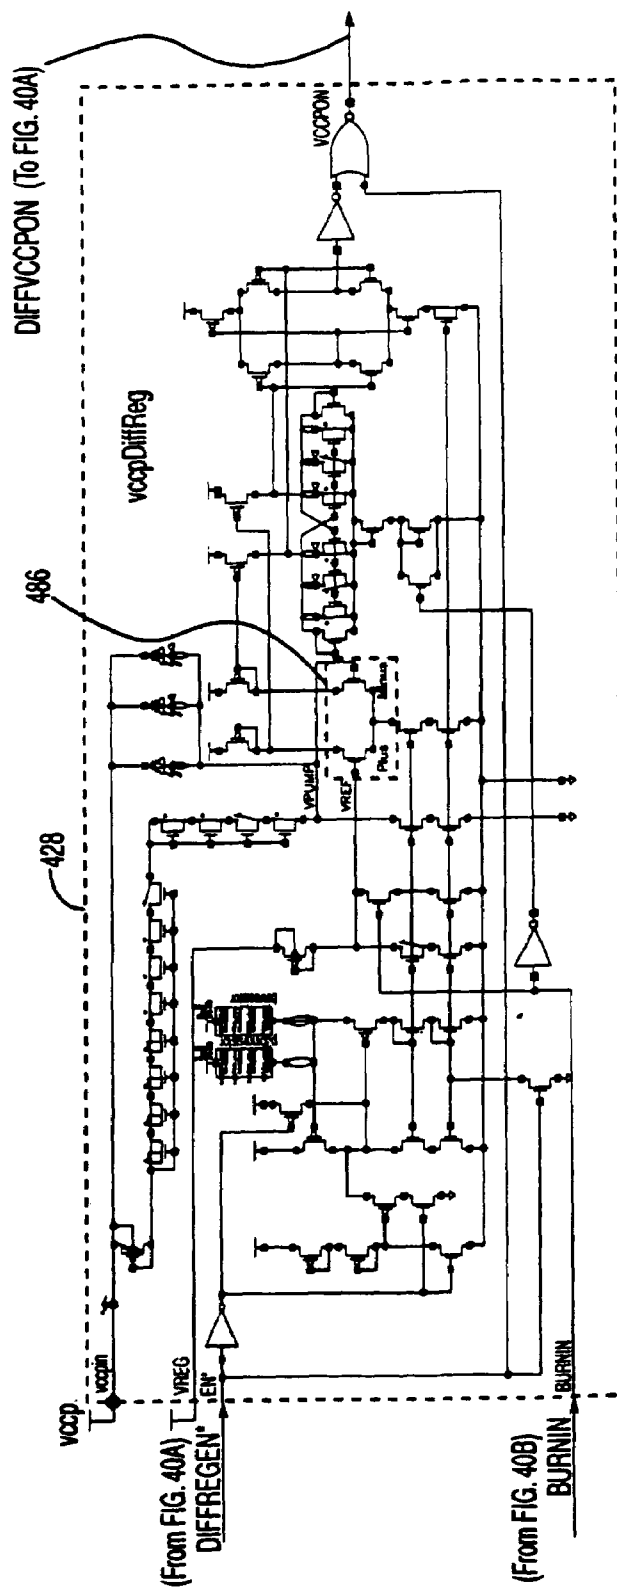 DIFFVCCPON (To FIG. 40A)
428
486
vccpDiffReg
VCCPON
vccp
vccpin
VPUMP
VREF
Plus
Minus
(From FIG. 40A)
VREG
DIFFREGEN*
EN*
(From FIG. 40B)
BURNIN
BURNIN